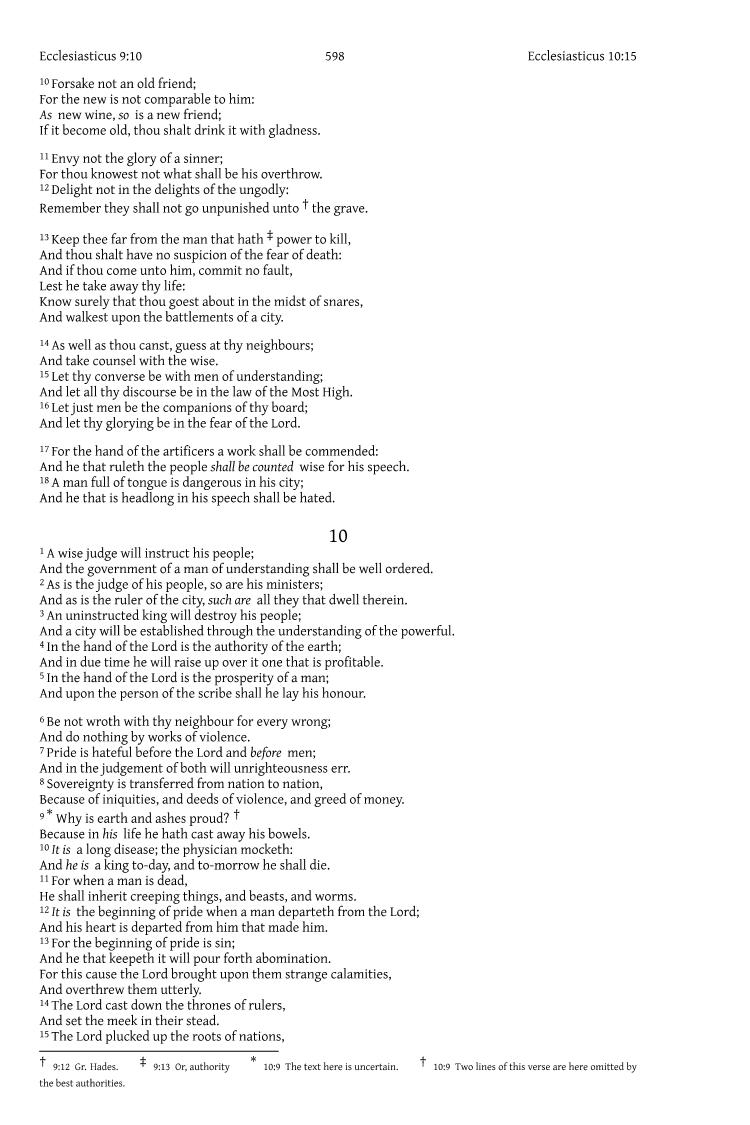 Ecclesiasticus 9:10 598 Ecclesiasticus 10:15
10 Forsake not an old friend;
For the new is not comparable to him:
As new wine, so is a new friend;
If it become old, thou shalt drink it with gladness.
11 Envy not the glory of a sinner;
For thou knowest not what shall be his overthrow.
12 Delight not in the delights of the ungodly:
Remember they shall not go unpunished unto † the grave.
13 Keep thee far from the man that hath ‡ power to kill,
And thou shalt have no suspicion of the fear of death:
And if thou come unto him, commit no fault,
Lest he take away thy life:
Know surely that thou goest about in the midst of snares,
And walkest upon the battlements of a city.
14 As well as thou canst, guess at thy neighbours;
And take counsel with the wise.
15 Let thy converse be with men of understanding;
And let all thy discourse be in the law of the Most High.
16 Let just men be the companions of thy board;
And let thy glorying be in the fear of the Lord.
17 For the hand of the artificers a work shall be commended:
And he that ruleth the people shall be counted wise for his speech.
18 A man full of tongue is dangerous in his city;
And he that is headlong in his speech shall be hated.
10
1 A wise judge will instruct his people;
And the government of a man of understanding shall be well ordered.
2 As is the judge of his people, so are his ministers;
And as is the ruler of the city, such are all they that dwell therein.
3 An uninstructed king will destroy his people;
And a city will be established through the understanding of the powerful.
4 In the hand of the Lord is the authority of the earth;
And in due time he will raise up over it one that is profitable.
5 In the hand of the Lord is the prosperity of a man;
And upon the person of the scribe shall he lay his honour.
6 Be not wroth with thy neighbour for every wrong;
And do nothing by works of violence.
7 Pride is hateful before the Lord and before men;
And in the judgement of both will unrighteousness err.
8 Sovereignty is transferred from nation to nation,
Because of iniquities, and deeds of violence, and greed of money.
9 * Why is earth and ashes proud? †
Because in his life he hath cast away his bowels.
10 It is a long disease; the physician mocketh:
And he is a king to-day, and to-morrow he shall die.
11 For when a man is dead,
He shall inherit creeping things, and beasts, and worms.
12 It is the beginning of pride when a man departeth from the Lord;
And his heart is departed from him that made him.
13 For the beginning of pride is sin;
And he that keepeth it will pour forth abomination.
For this cause the Lord brought upon them strange calamities,
And overthrew them utterly.
14 The Lord cast down the thrones of rulers,
And set the meek in their stead.
15 The Lord plucked up the roots of nations,
† 9:12 Gr. Hades. ‡ 9:13 Or, authority * 10:9 The text here is uncertain. † 10:9 Two lines of this verse are here omitted by
the best authorities.